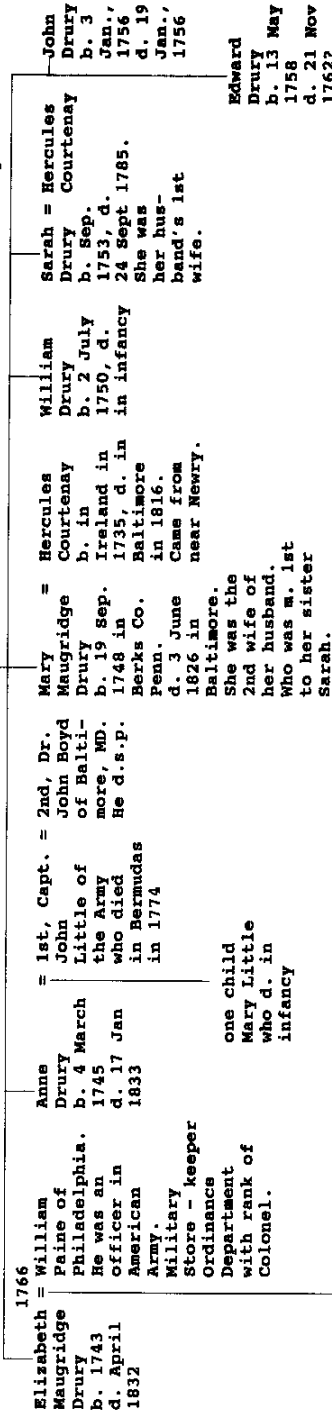 1766
Elizabeth = William
Maugridge Paine of
Drury Philadelphia.
b. 1743 He was an
d. April officer in
1832 American
Army.
Military
Store - keeper
Ordinance
Department
with rank of
Colonel.
Anne = 1st, Capt. = 2nd, Dr.
Drury John John Boyd
b. 4 March Little of of Balti-
1745 the Army more, MD.
d. 17 Jan who died He d.s.p.
1833 in Bermudas
in 1774
one child
Mary Little
who d. in
infancy
Mary = Hercules
Maugridge Courtenay
Drury b. in
b. 19 Sep. Ireland in
1748 in 1735, d. in
Berks Co. Baltimore
Penn. in 1816.
d. 3 June Came from
1826 in near Newry.
Baltimore.
She was the
2nd wife of
her husband.
Who was m. 1st
to her sister
Sarah.
William
Drury
b. 2 July
1750, d.
in infancy
Sarah = Hercules
Drury Courtenay
b. Sep.
1753, d.
24 Sept 1785.
She was
her hus-
band's 1st
wife.
John
Drury
b. 3
Jan.,
1756
d. 19
Jan.,
1756
Edward
Drury
b. 13 May
1758
d. 21 Nov
1762?